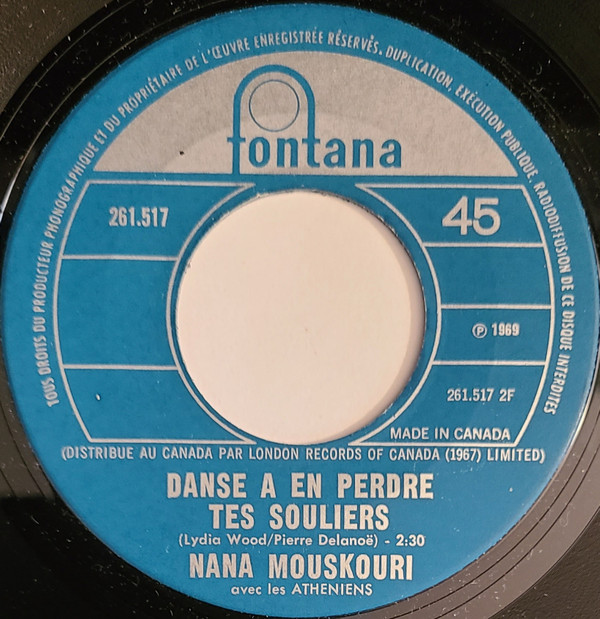 TOUS DROITS DU PRODUCTEUR PHONOGRAPHIQUE ET DU PROPRIÉTAIRE DE L'ŒUVRE ENREGISTRÉE RÉSERVÉS. DUPLICATION, EXÉCUTION PUBLIQUE RADIODIFFUSION DE CE DISQUE INTERDITES
fontana
261.517
45
℗ 1969
261.517 2F
MADE IN CANADA
(DISTRIBUE AU CANADA PAR LONDON RECORDS OF CANADA (1967) LIMITED)
DANSE A EN PERDRE
TES SOULIERS
(Lydia Wood/Pierre Delanoë) - 2:30
NANA MOUSKOURI
avec les ATHENIENS